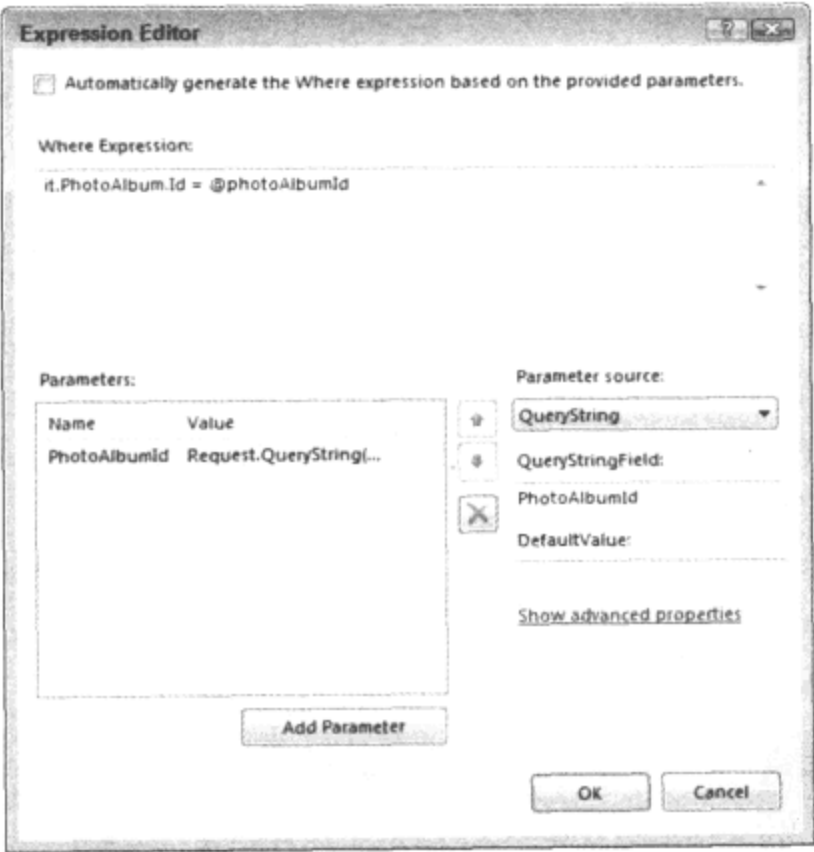 Expression Editor
Automatically generate the Where expression based on the provided parameters.
Where Expression:
it.PhotoAlbum.Id = @photoAlbumId
Parameters:
Name Value
PhotoAlbumId Request.QueryString(...
Add Parameter
Parameter source:
QueryString
QueryStringField:
PhotoAlbumId
DefaultValue:
Show advanced properties
OK Cancel